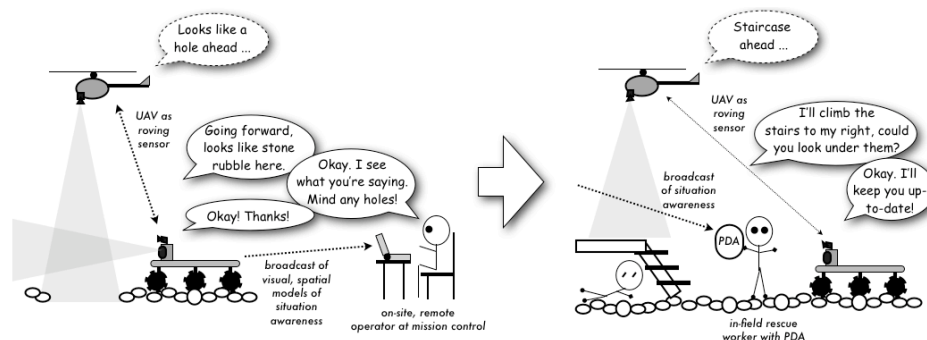 Looks like a
hole ahead ...
UAV as
roving
sensor
Going forward,
looks like stone
rubble here.
Okay. I see
what you're saying.
Mind any holes!
Okay! Thanks!
broadcast of
visual, spatial
models of
situation
awareness
on-site, remote
operator at mission control
Staircase
ahead ...
UAV as
roving
sensor
I'll climb the
stairs to my right, could
you look under them?
Okay. I'll
keep you up-
to-date!
broadcast
of situation
awareness
PDA
in-field rescue
worker with PDA